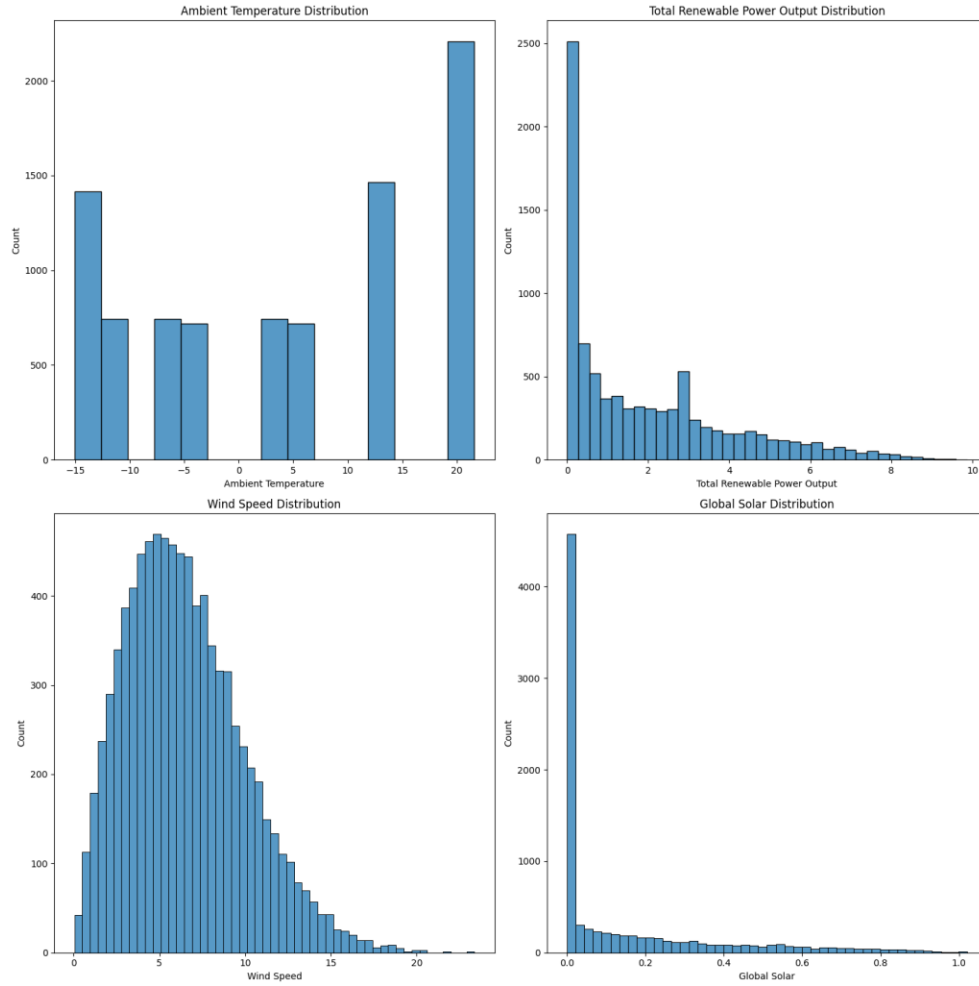 Ambient Temperature Distribution
2000
1500
1000
500
0
Count
−15 −10 −5 0 5 10 15 20
Ambient Temperature
Total Renewable Power Output Distribution
2500
2000
1500
1000
500
0
Count
0 2 4 6 8 10
Total Renewable Power Output
Wind Speed Distribution
400
300
200
100
0
Count
0 5 10 15 20
Wind Speed
Global Solar Distribution
4000
3000
2000
1000
0
Count
0.0 0.2 0.4 0.6 0.8 1.0
Global Solar